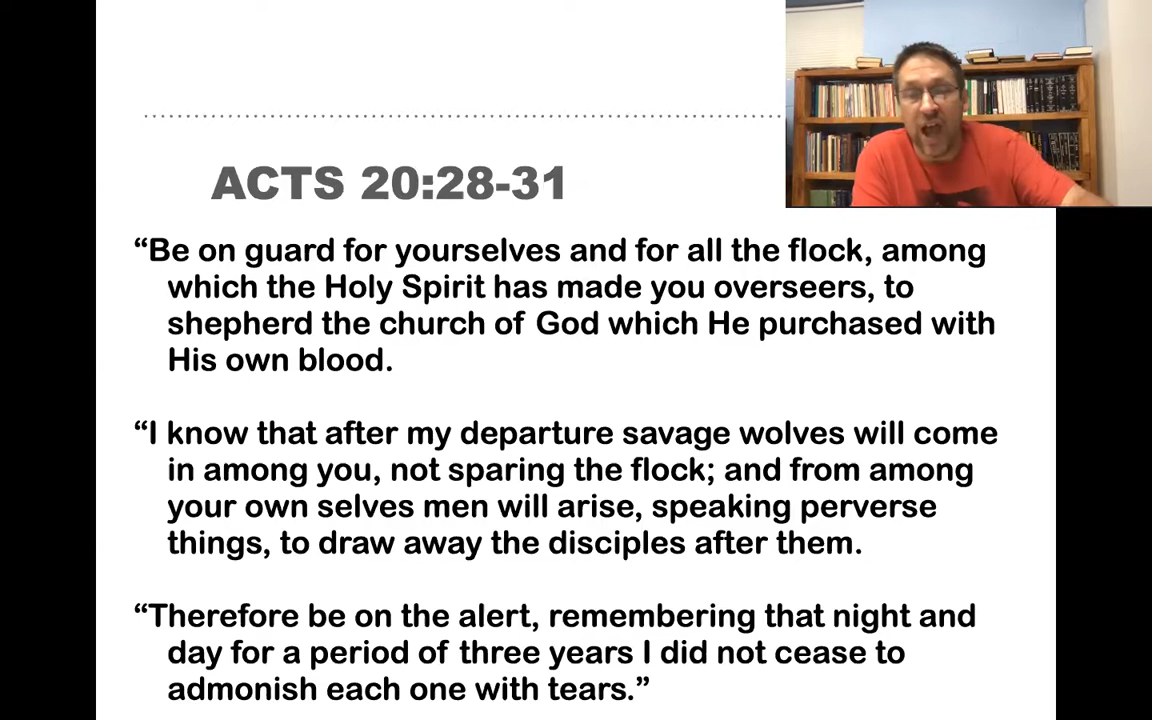 ACTS 20:28-31
“Be on guard for yourselves and for all the flock, among
which the Holy Spirit has made you overseers, to
shepherd the church of God which He purchased with
His own blood.
“I know that after my departure savage wolves will come
in among you, not sparing the flock; and from among
your own selves men will arise, speaking perverse
things, to draw away the disciples after them.
“Therefore be on the alert, remembering that night and
day for a period of three years I did not cease to
admonish each one with tears.”